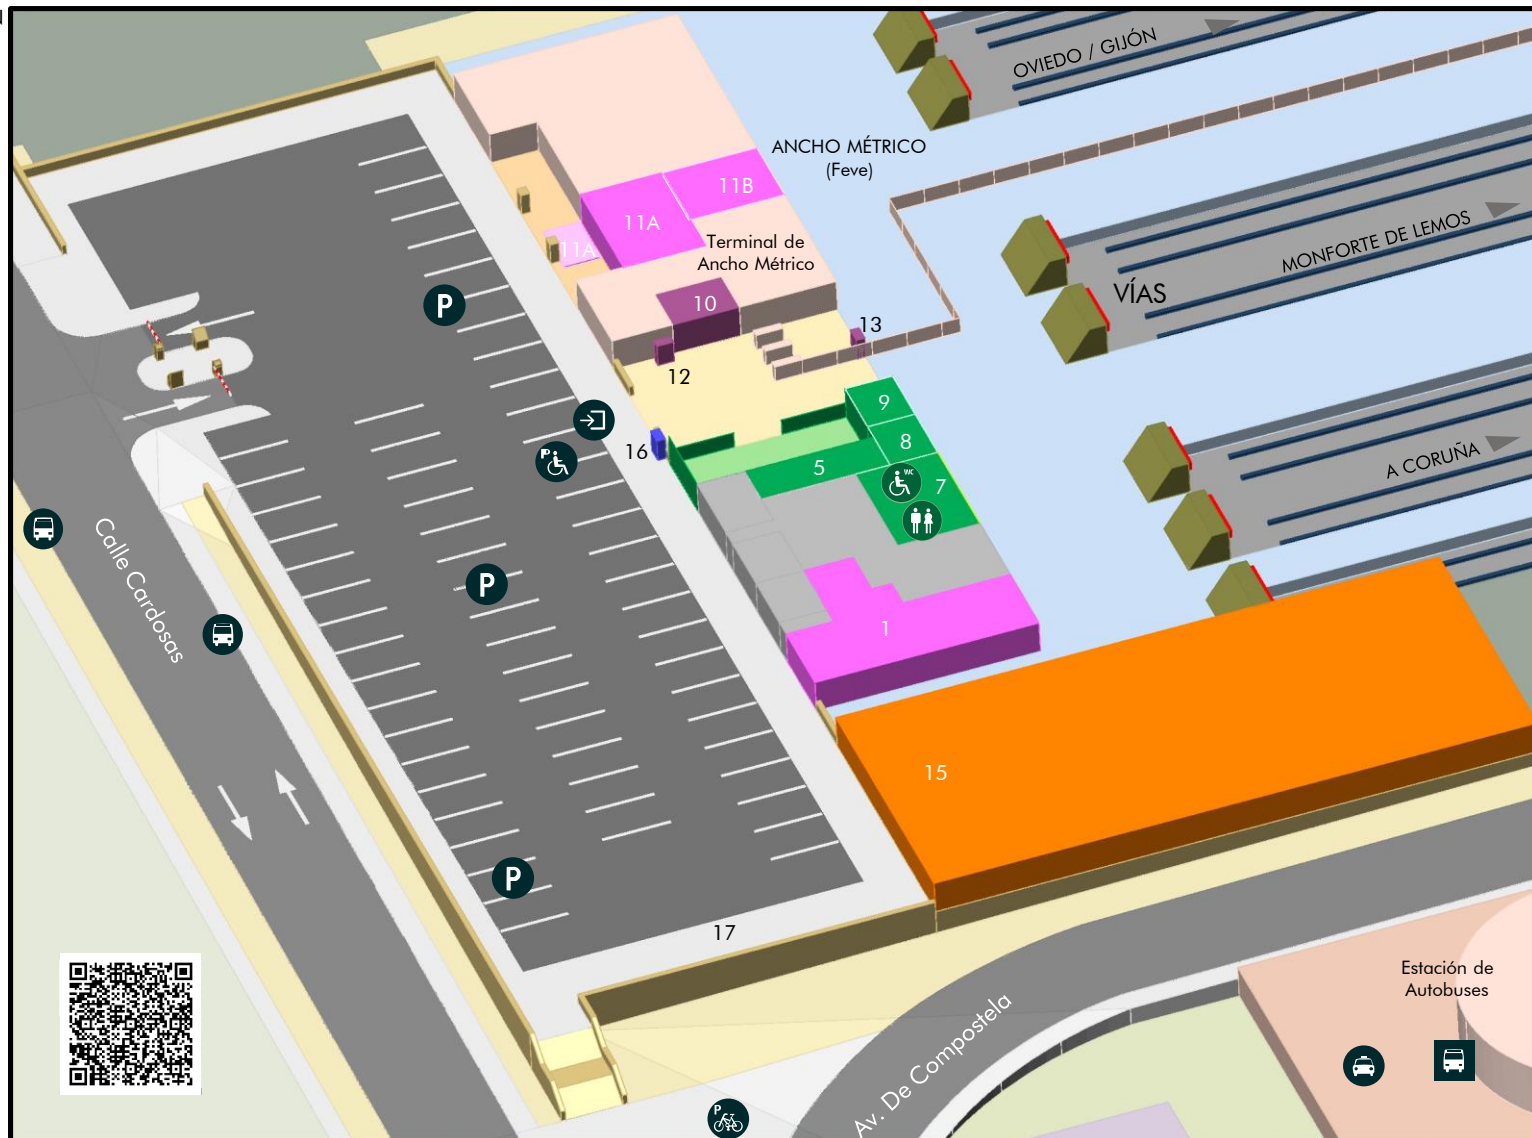 OVIEDO / GIJÓN
ANCHO MÉTRICO
(Feve)
11B
11A
11A
Terminal de
Ancho Métrico
MONFORTE DE LEMOS
VÍAS
10
P
13
12
9
8
16
5
7
P
WC
A CORUÑA
Calle Cardosas
P
1
15
P
17
Estación de
Autobuses
Av. De Compostela
P